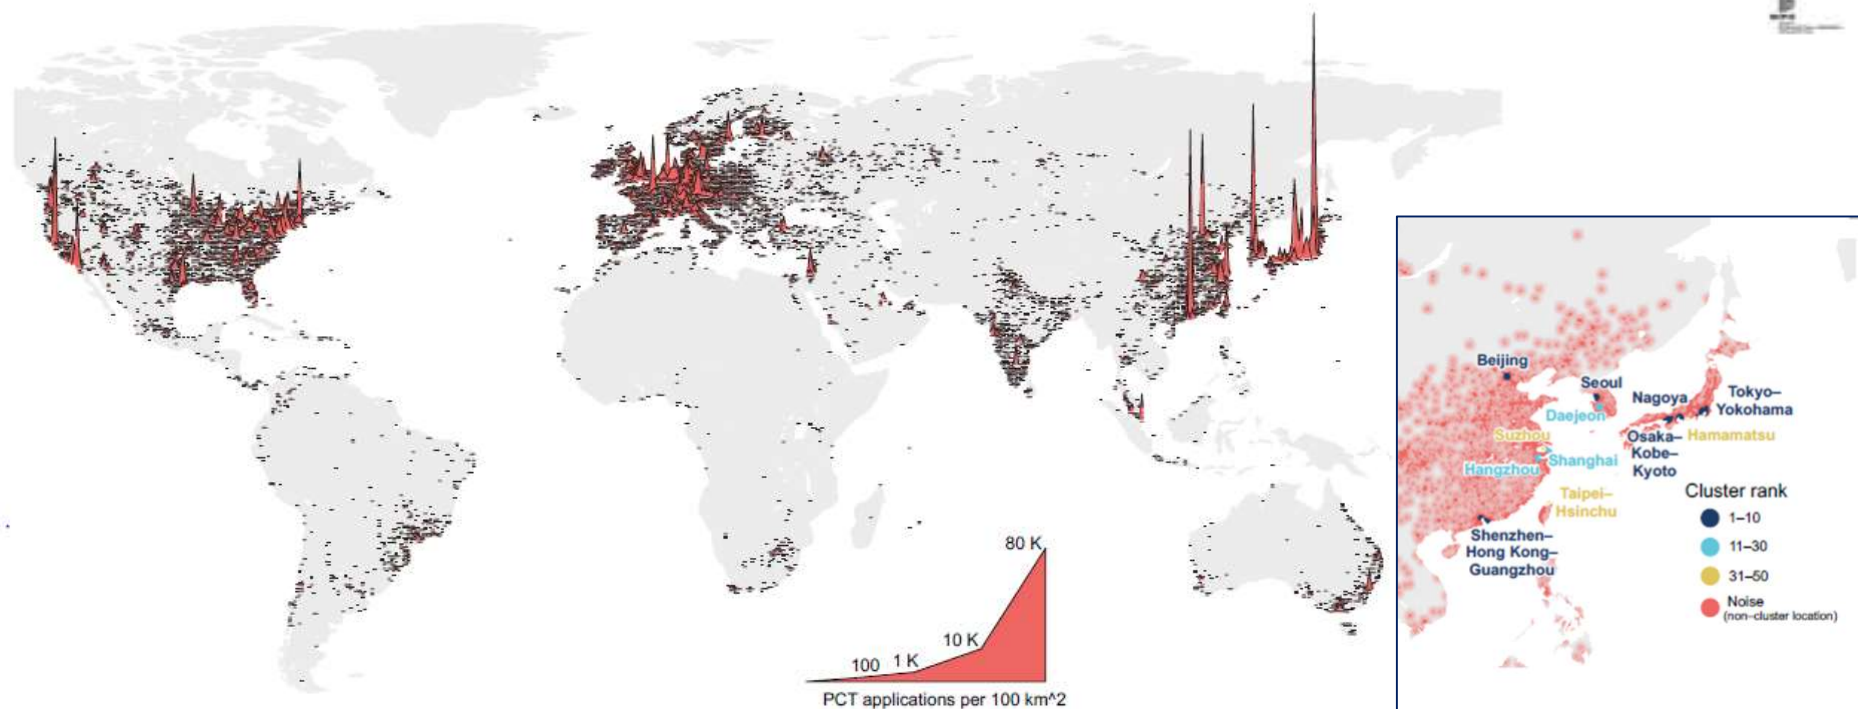 80 K
10 K
100 1 K
PCT applications per 100 km^2
Beijing
Seoul
Daejeon
Nagoya
Tokyo–
Yokohama
Suzhou
Osaka–
Kobe–
Kyoto
Hamamatsu
Hangzhou
Shanghai
Taipei–
Hsinchu
Shenzhen–
Hong Kong–
Guangzhou
Cluster rank
1–10
11–30
31–50
Noise
(non–cluster location)